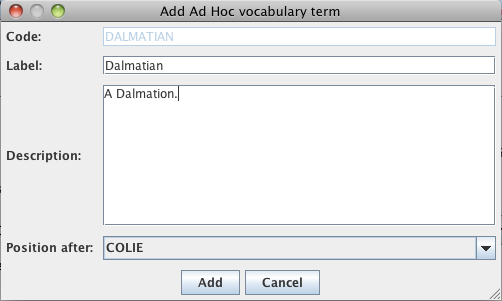 Add Ad Hoc vocabulary term
Code: DALMATIAN
Label: Dalmatian
A Dalmation.
Description:
Position after: COLIE
Add Cancel